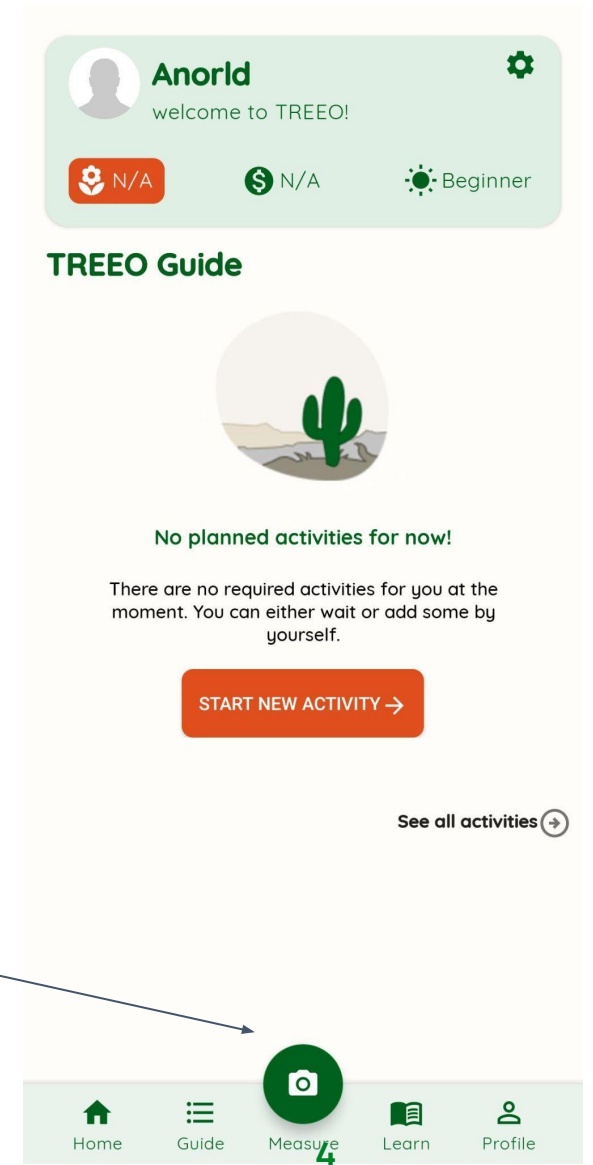 Anorld
welcome to TREEO!
N/A
N/A
Beginner
TREEO Guide
No planned activities for now!
There are no required activities for you at the
moment. You can either wait or add some by
yourself.
START NEW ACTIVITY
See all activities
Home Guide Measure Learn Profile
4